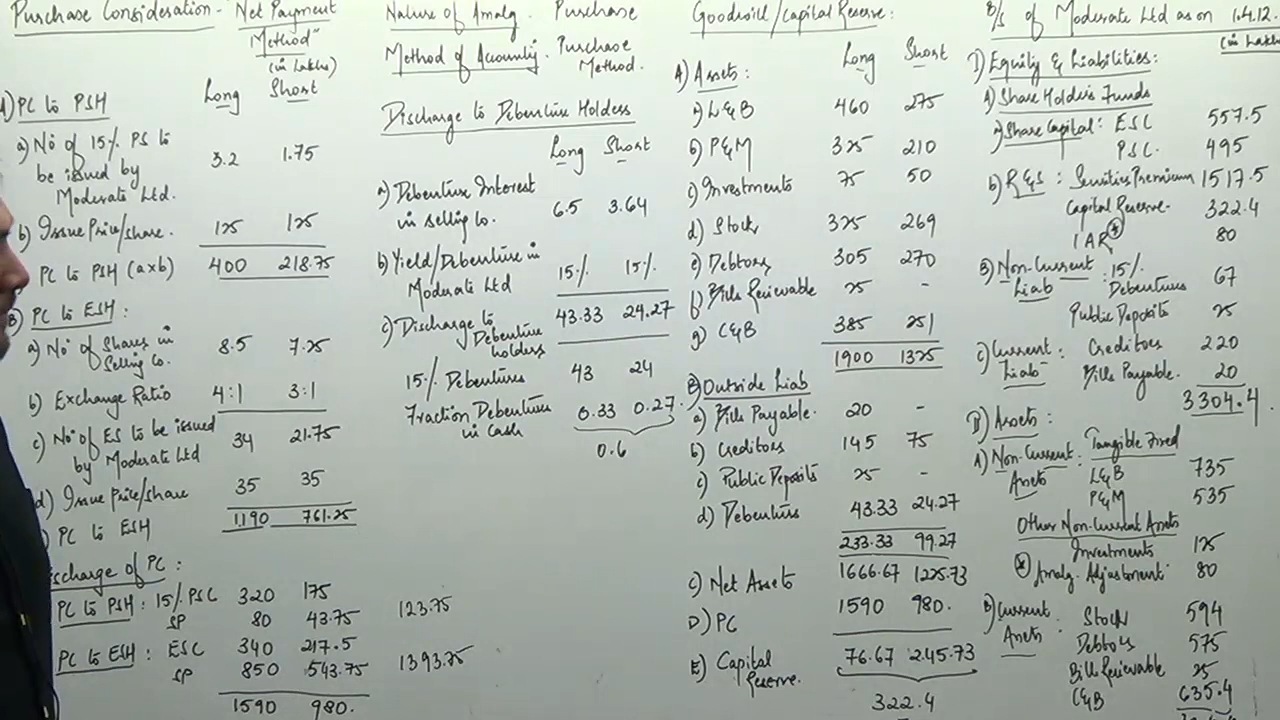 Purchase Consideration - Net Payment Method"
(in Lakhs)
Long Short
A) PC to PSH
a) No of 15% PS to be issued by Moderate Ltd. 3.2 1.75
b) Issue Price/share. 125 125
PC to PSH (axb) 400 218.75
B) PC to ESH :
a) No of Shares in Selling Co. 8.5 7.25
b) Exchange Ratio 4:1 3:1
c) No of ES to be issued by Moderate Ltd 34 21.75
d) Issue Price/share 35 35
PC to ESH 1190 761.25
scharge of PC :
PC to PSH : 15% PSC 320 175
SP 80 43.75 123.75
PC to ESH : ESC 340 217.5
SP 850 543.75 1393.75
1590 980.
Nature of Amalg. Purchase
Method of Accounting. Purchase Method.
Discharge to Debenture Holders
Long Short
a) Debenture Interest in Selling Co. 6.5 3.64
b) Yield/Debenture in Moderate Ltd 15% 15%
c) Discharge to Debenture holders 43.33 24.27
15% Debentures 43 24
Fraction Debentures in Cash 0.33 0.27
0.6
Goodwill/Capital Reserve:
Long Short
A) Assets:
a) L&B 460 275
b) P&M 325 210
c) Investments 75 50
d) Stock 325 269
e) Debtors 305 270
f) Bills Receivable 25 -
g) C&B 385 251
1900 1325
B) Outside Liab
a) Bills Payable. 20 -
b) Creditors 145 75
c) Public Deposits 25 -
d) Debentures 43.33 24.27
233.33 99.27
C) Net Assets 1666.67 1225.73
D) PC 1590 980.
E) Capital Reserve. 76.67 245.73
322.4
B/s of Moderate Ltd as on 1.4.12.
(in Lakhs)
I) Equity & Liabilities:
A) Share Holders Funds
a) Share Capital: ESC 557.5
PSC. 495
b) R&S : Securities Premium 1517.5
Capital Reserve. 322.4
IAR * 80
B) Non-Current Liab : 15% Debentures 67
Public Deposits 25
C) Current Liab : Creditors 220
Bills Payable. 20
3304.4.
II) Assets:
A) Non-Current Assets : Tangible Fixed
L&B 735
P&M 535
Other Non-Current Assets
Investments 125
* Amalg. Adjustment 80
B) Current Assets : Stock 594
Debtors 575
Bills Receivable 25
C&B 635.4